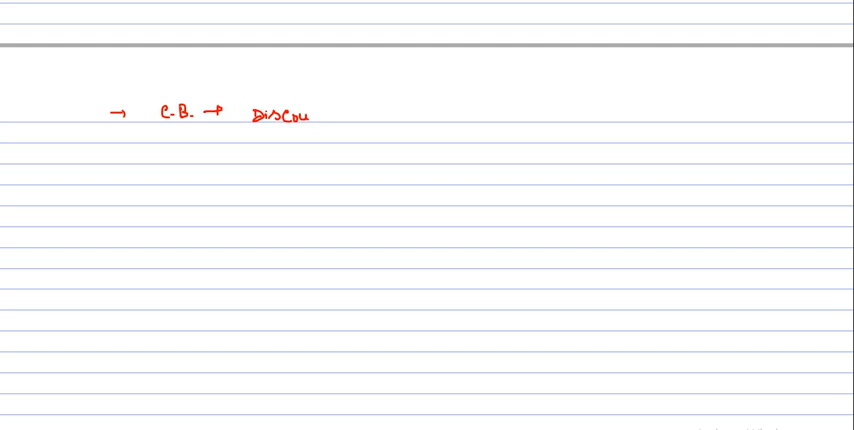 → C.B. → Discou